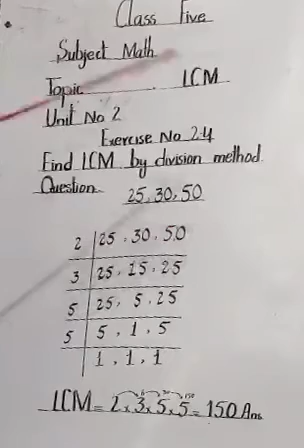 Class Five
Subject Math
Topic LCM
Unit No 2
Exercise No 2.4
Find LCM by division method
Question. 25, 30, 50
2 | 25, 30, 50
3 | 25, 15, 25
5 | 25, 5, 25
5 | 5, 1, 5
1, 1, 1
LCM = 2 × 3 × 5 × 5 = 150 Ans